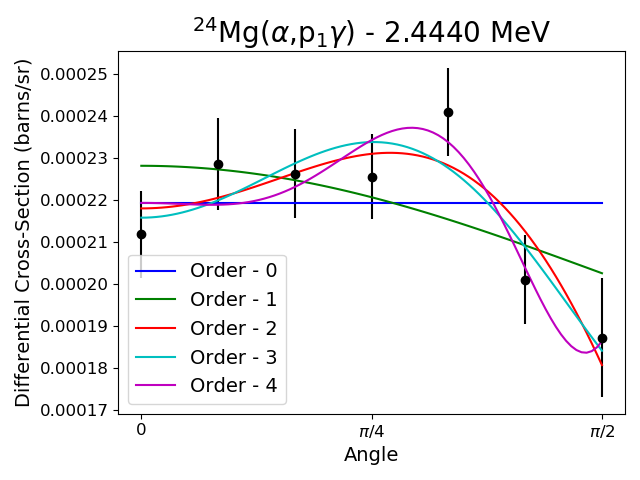 ²⁴Mg(α,p₁γ) - 2.4440 MeV
Differential Cross-Section (barns/sr)
0.00025
0.00024
0.00023
0.00022
0.00021
0.00020
0.00019
0.00018
0.00017
Order - 0
Order - 1
Order - 2
Order - 3
Order - 4
0 π/4 π/2
Angle